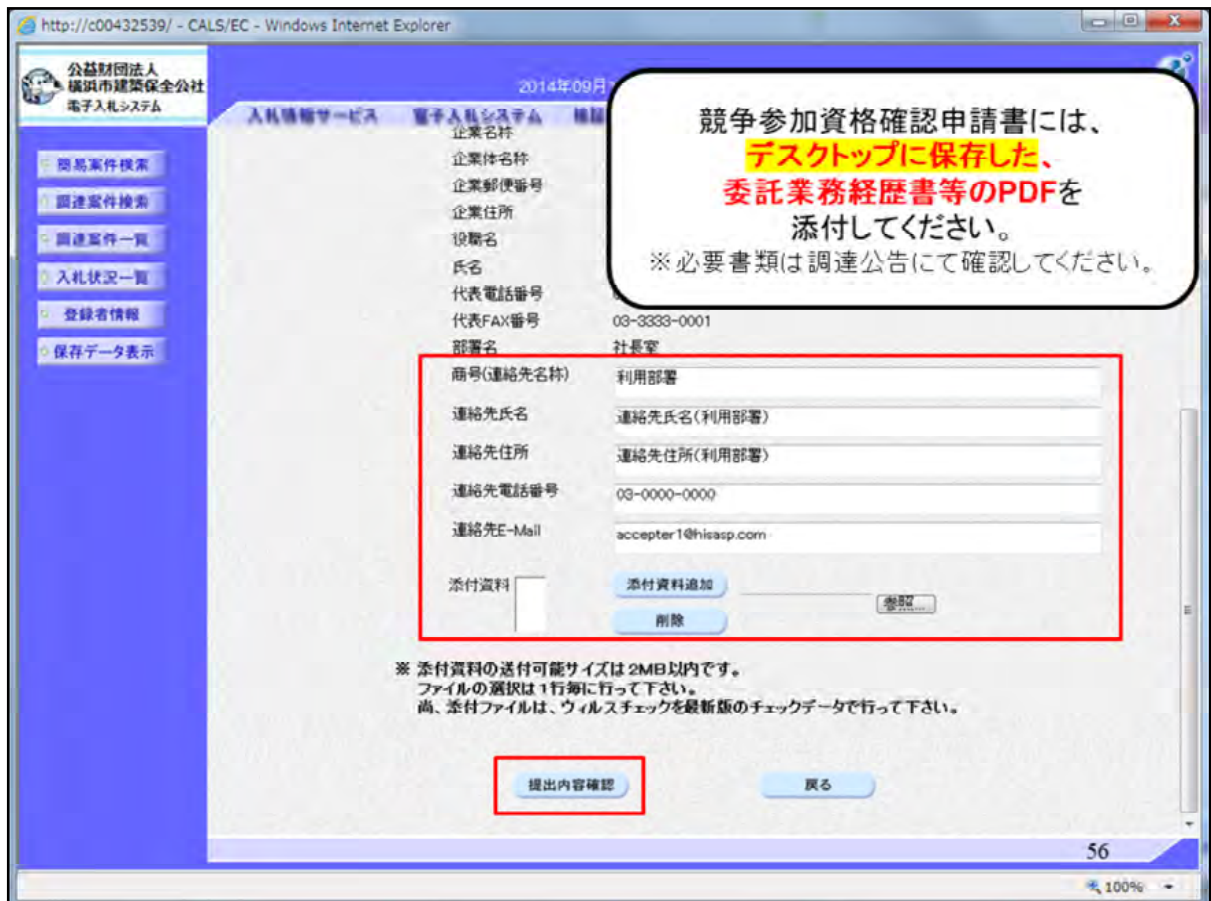 http://c00432539/ - CALS/EC - Windows Internet Explorer
公益財団法人
横浜市建築保全公社
電子入札システム
2014年09月
入札情報サービス
電子入札システム
簡易案件検索
調達案件検索
調達案件一覧
入札状況一覧
登録者情報
保存データ表示
競争参加資格確認申請書には、
デスクトップに保存した、
委託業務経歴書等のPDFを
添付してください。
※必要書類は調達公告にて確認してください。
企業名称
企業体名称
企業郵便番号
企業住所
役職名
氏名
代表電話番号
代表FAX番号 03-3333-0001
部署名 社長室
商号(連絡先名称) 利用部署
連絡先氏名 連絡先氏名(利用部署)
連絡先住所 連絡先住所(利用部署)
連絡先電話番号 03-0000-0000
連絡先E-Mail accepter1@hisasp.com
添付資料 添付資料追加 参照...
削除
※ 添付資料の送付可能サイズは2MB以内です。
ファイルの選択は1行毎に行って下さい。
尚、添付ファイルは、ウィルスチェックを最新版のチェックデータで行って下さい。
提出内容確認 戻る
56
100%